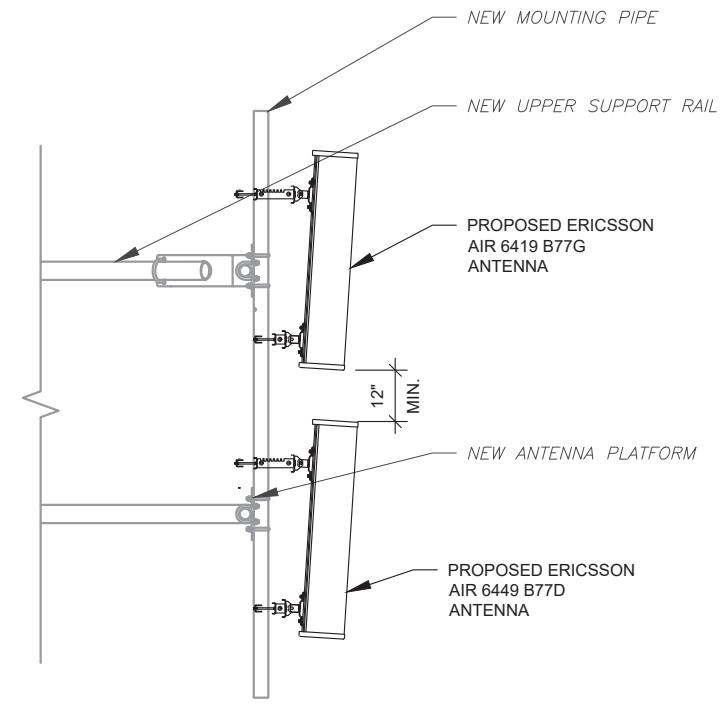 NEW MOUNTING PIPE
NEW UPPER SUPPORT RAIL
PROPOSED ERICSSON
AIR 6419 B77G
ANTENNA
12"
MIN.
NEW ANTENNA PLATFORM
PROPOSED ERICSSON
AIR 6449 B77D
ANTENNA